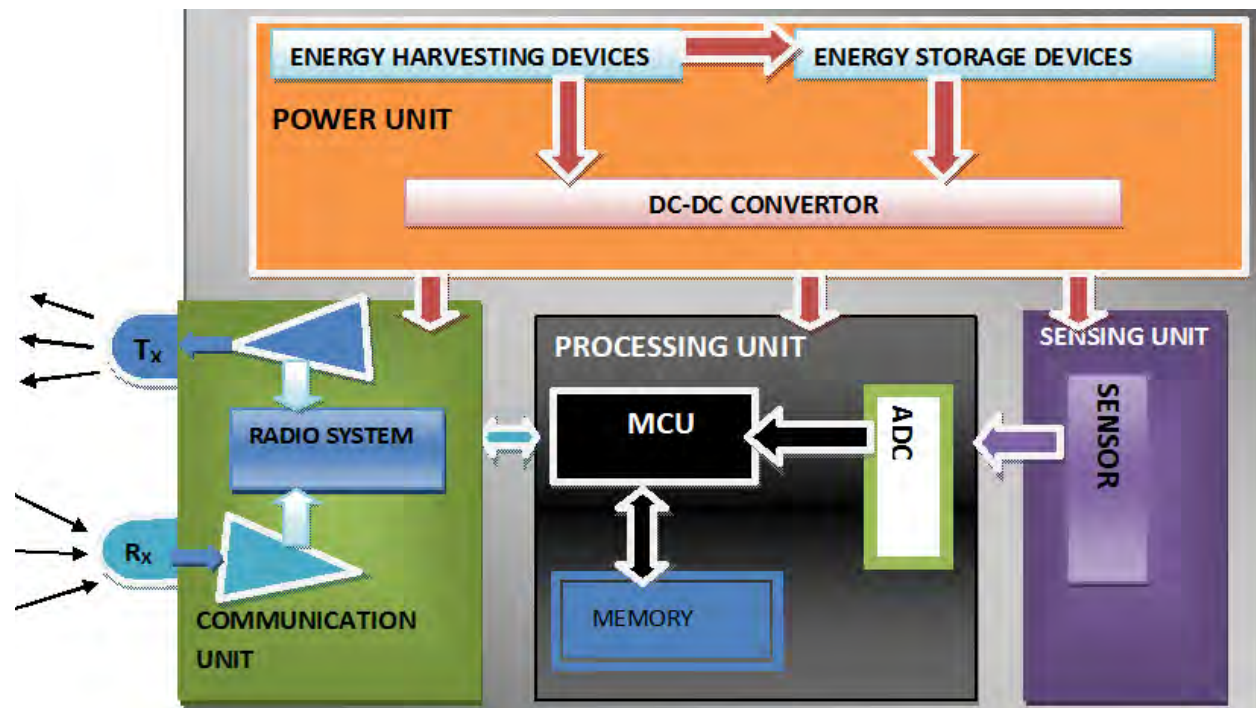 ENERGY HARVESTING DEVICES
ENERGY STORAGE DEVICES
POWER UNIT
DC-DC CONVERTOR
Tx
RADIO SYSTEM
Rx
COMMUNICATION
UNIT
PROCESSING UNIT
MCU
ADC
MEMORY
SENSING UNIT
SENSOR